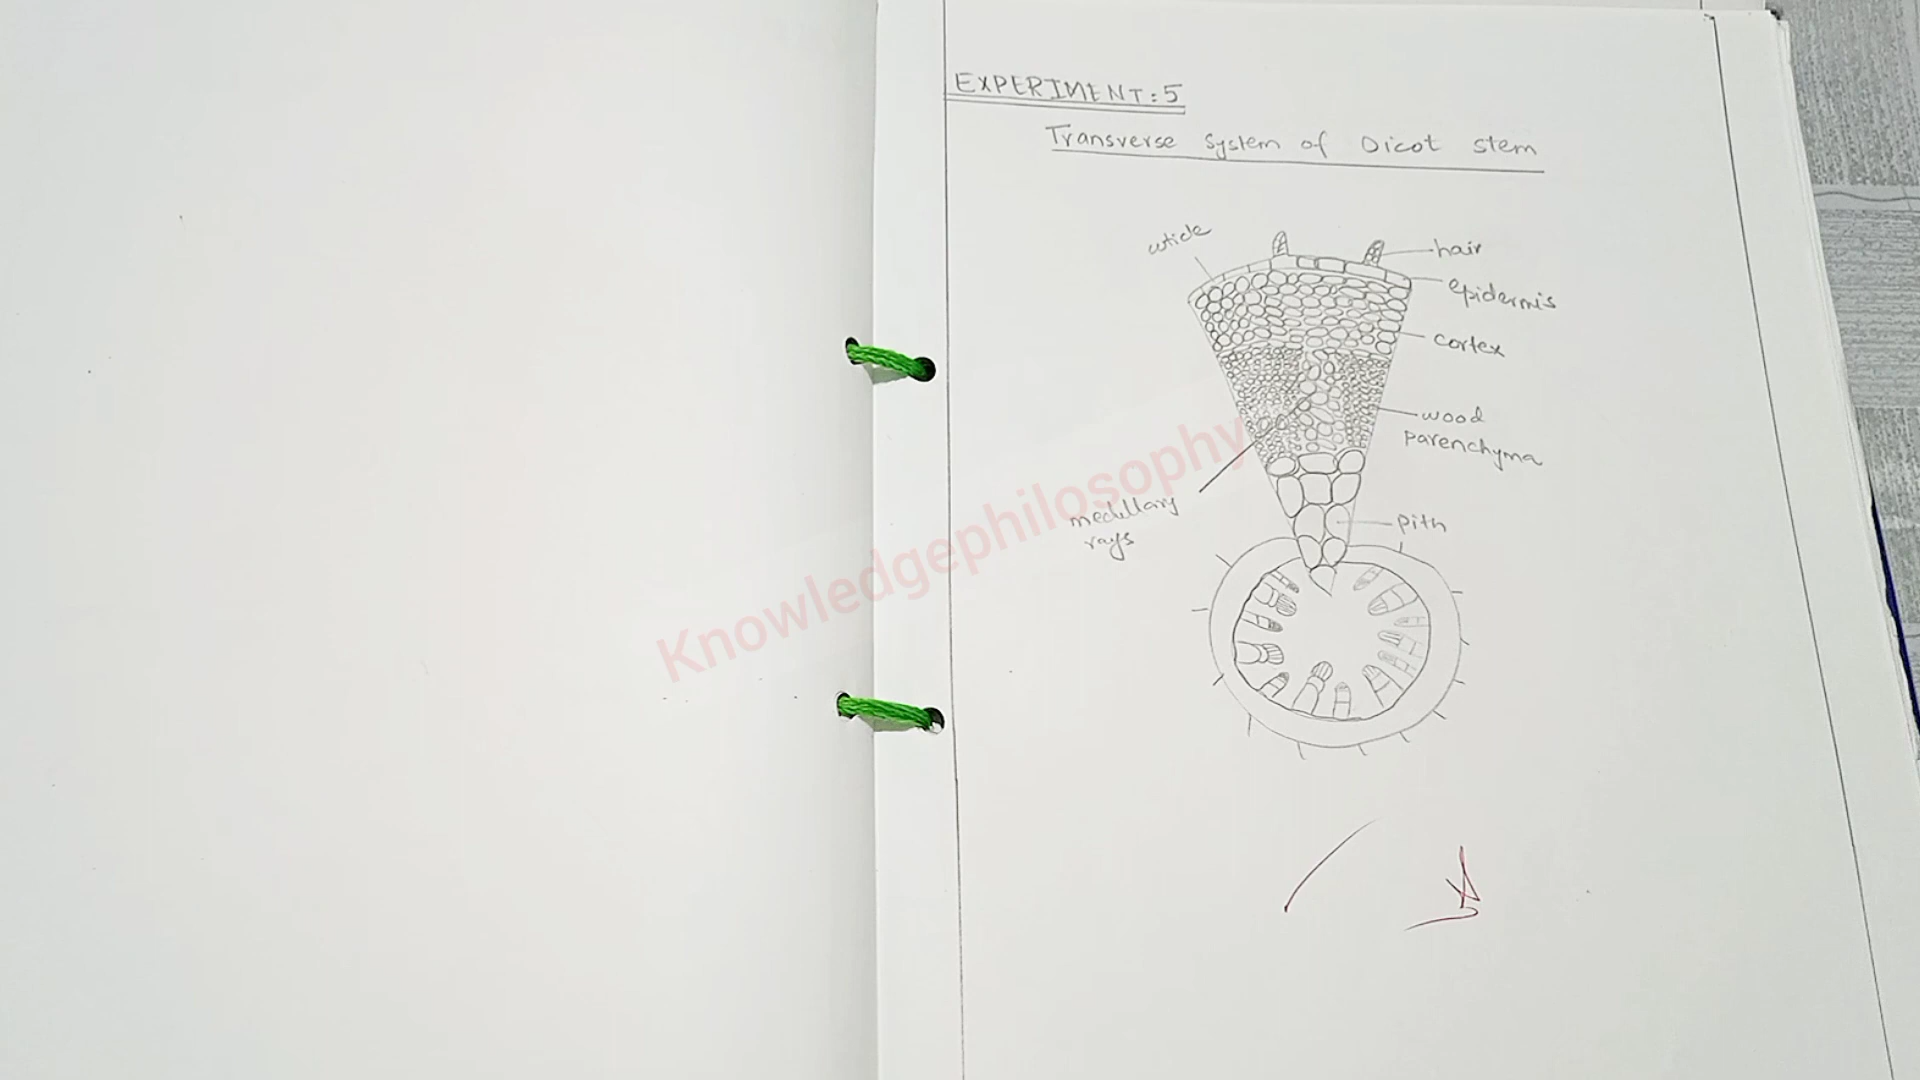 EXPERIMENT:5
Transverse System of Dicot stem
cuticle
hair
epidermis
cortex
wood
parenchyma
medullary
rays
pith
Knowledgephilosophy